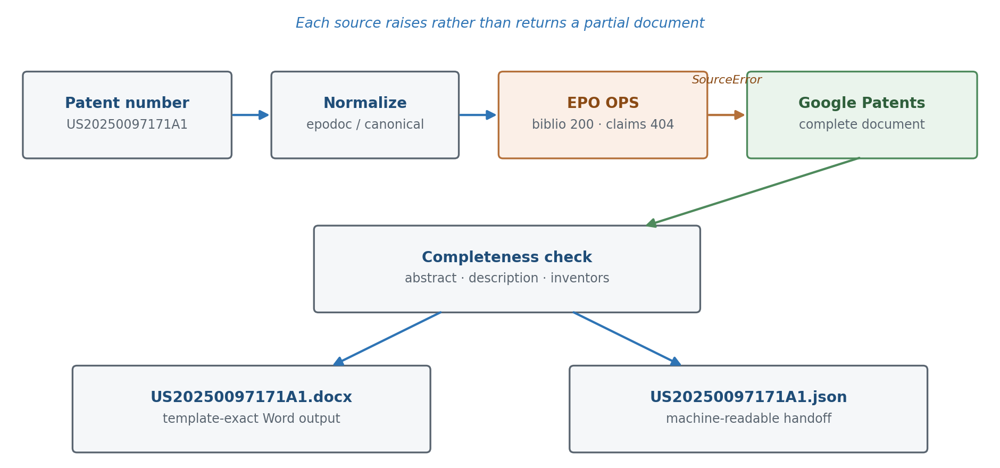 Each source raises rather than returns a partial document
Patent number
US20250097171A1
Normalize
epodoc / canonical
EPO OPS
biblio 200 · claims 404
SourceError
Google Patents
complete document
Completeness check
abstract · description · inventors
US20250097171A1.docx
template-exact Word output
US20250097171A1.json
machine-readable handoff